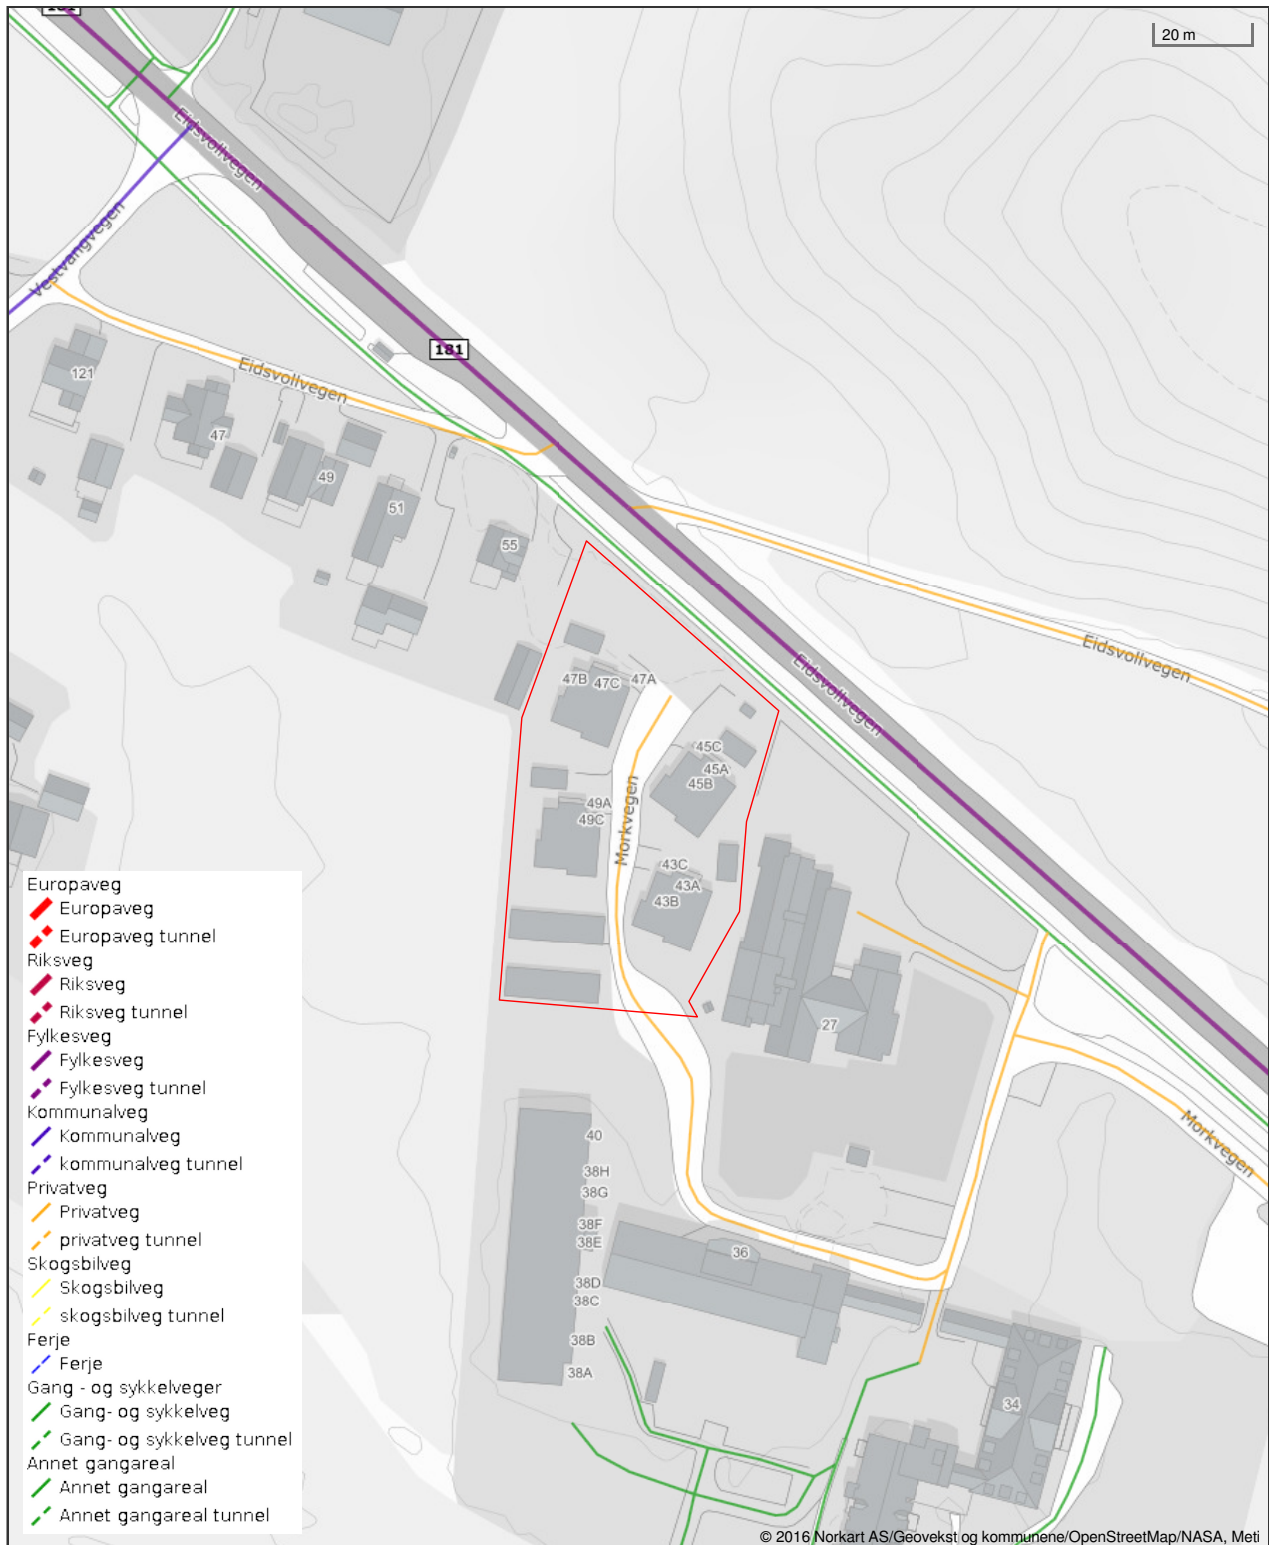 20 m
Eidsvollvegen
Vestvangvegen
181
Eidsvollvegen
121
47
49
51
55
Eidsvollvegen
Eidsvollvegen
47B
47C
47A
45C
45A
45B
49A
49C
Morkvegen
43C
43A
43B
27
Morkvegen
40
38H
38G
38F
38E
38D
38C
38B
38A
36
34
Europaveg
Europaveg
Europaveg tunnel
Riksveg
Riksveg
Riksveg tunnel
Fylkesveg
Fylkesveg
Fylkesveg tunnel
Kommunalveg
Kommunalveg
kommunalveg tunnel
Privatveg
Privatveg
privatveg tunnel
Skogsbilveg
Skogsbilveg
skogsbilveg tunnel
Ferje
Ferje
Gang - og sykkelveger
Gang- og sykkelveg
Gang- og sykkelveg tunnel
Annet gangareal
Annet gangareal
Annet gangareal tunnel
© 2016 Norkart AS/Geovekst og kommunene/OpenStreetMap/NASA, Meti